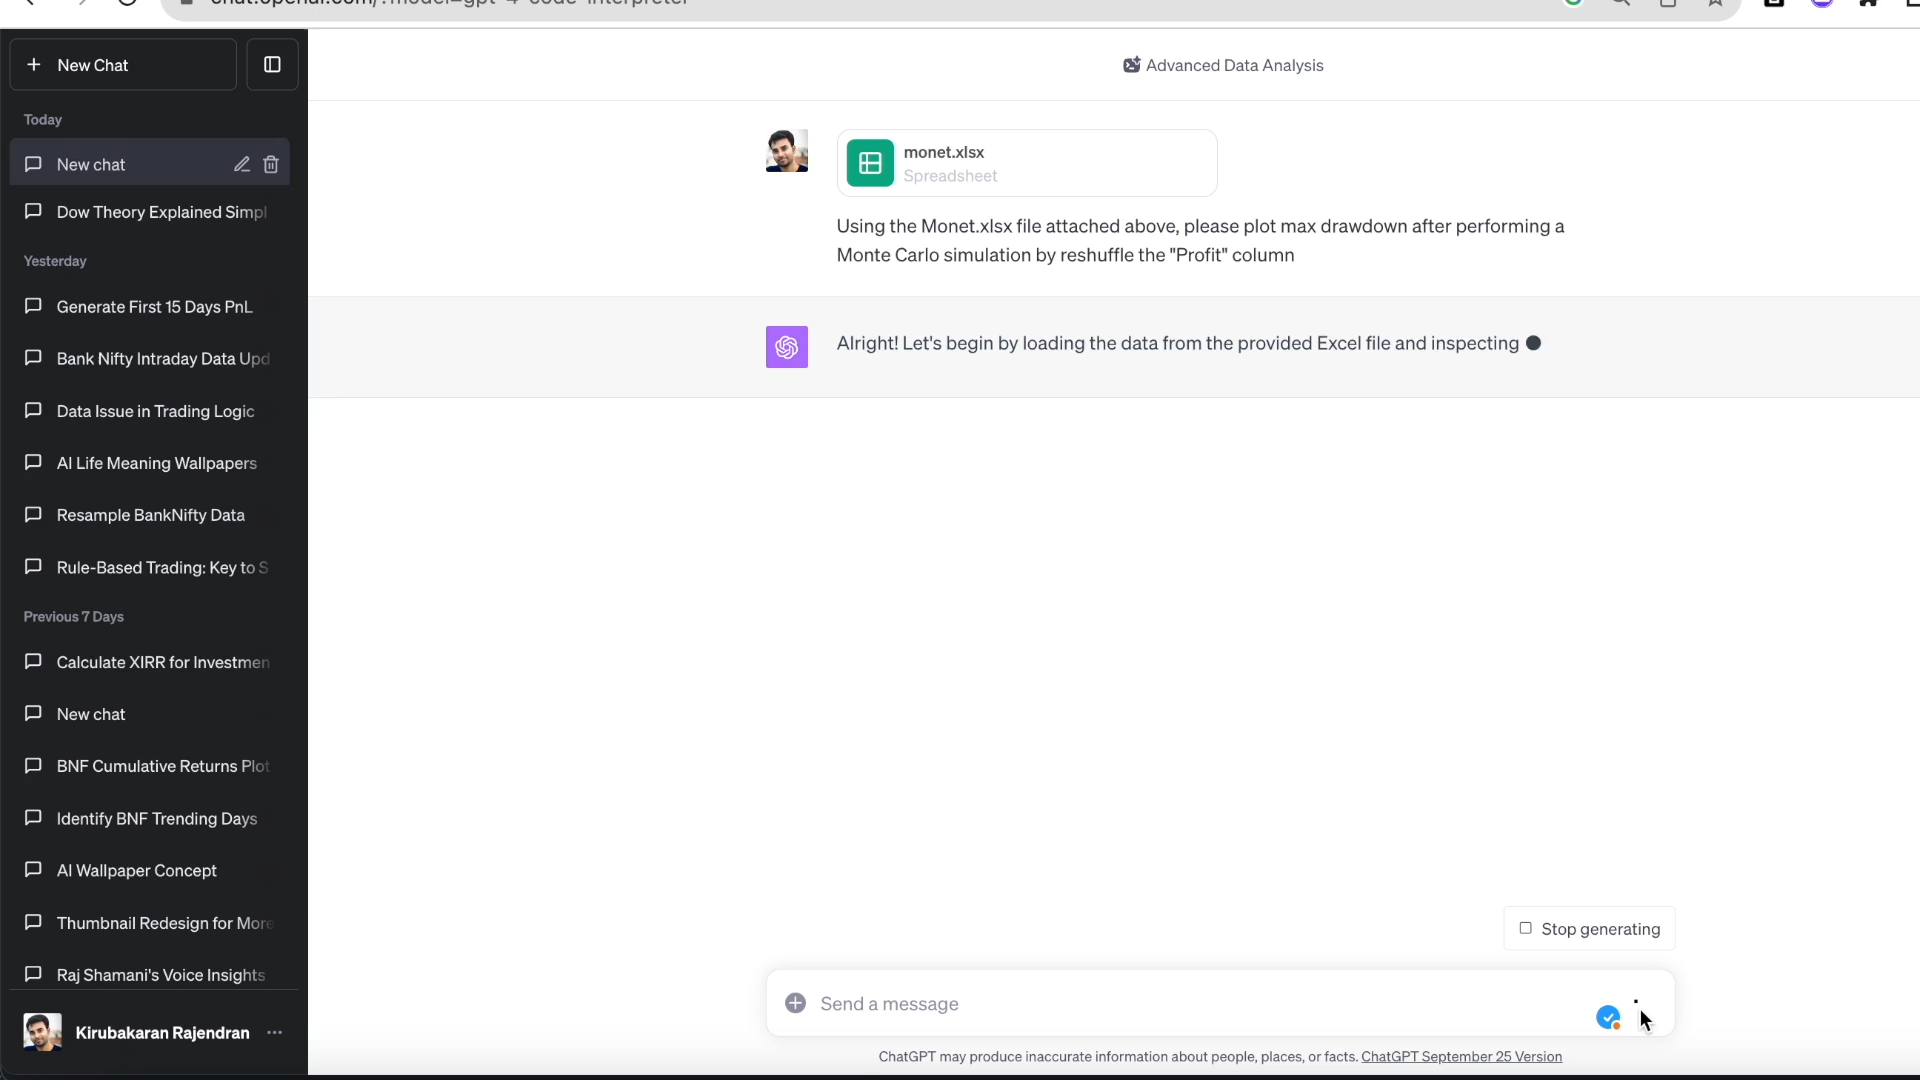 chat.openai.com/?model=gpt-4-code-interpreter
New Chat
Advanced Data Analysis
Today
New chat
Dow Theory Explained Simpl
Yesterday
Generate First 15 Days PnL
Bank Nifty Intraday Data Upd
Data Issue in Trading Logic
AI Life Meaning Wallpapers
Resample BankNifty Data
Rule-Based Trading: Key to S
Previous 7 Days
Calculate XIRR for Investmen
New chat
BNF Cumulative Returns Plot
Identify BNF Trending Days
AI Wallpaper Concept
Thumbnail Redesign for More
Raj Shamani's Voice Insights
Kirubakaran Rajendran
monet.xlsx
Spreadsheet
Using the Monet.xlsx file attached above, please plot max drawdown after performing a
Monte Carlo simulation by reshuffle the "Profit" column
Alright! Let's begin by loading the data from the provided Excel file and inspecting
Stop generating
Send a message
ChatGPT may produce inaccurate information about people, places, or facts. ChatGPT September 25 Version